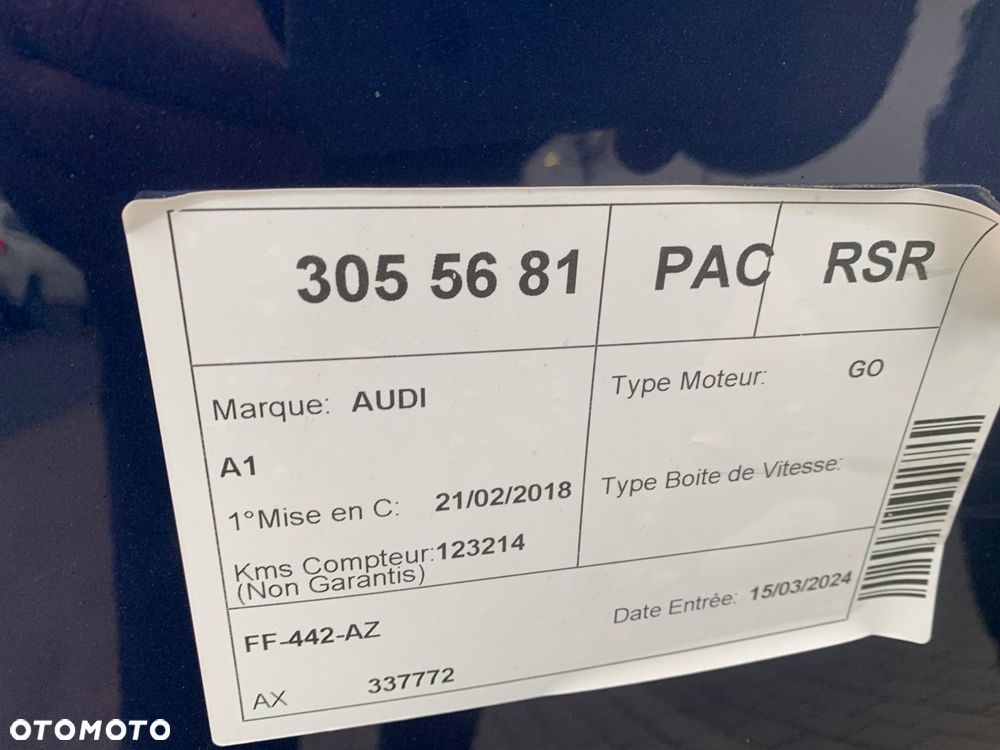 305 56 81 PAC RSR
Marque: AUDI
A1
1°Mise en C: 21/02/2018
Kms Compteur:123214
(Non Garantis)
Type Moteur: GO
Type Boite de Vitesse:
FF-442-AZ
Date Entrée: 15/03/2024
AX 337772
OTOMOTO